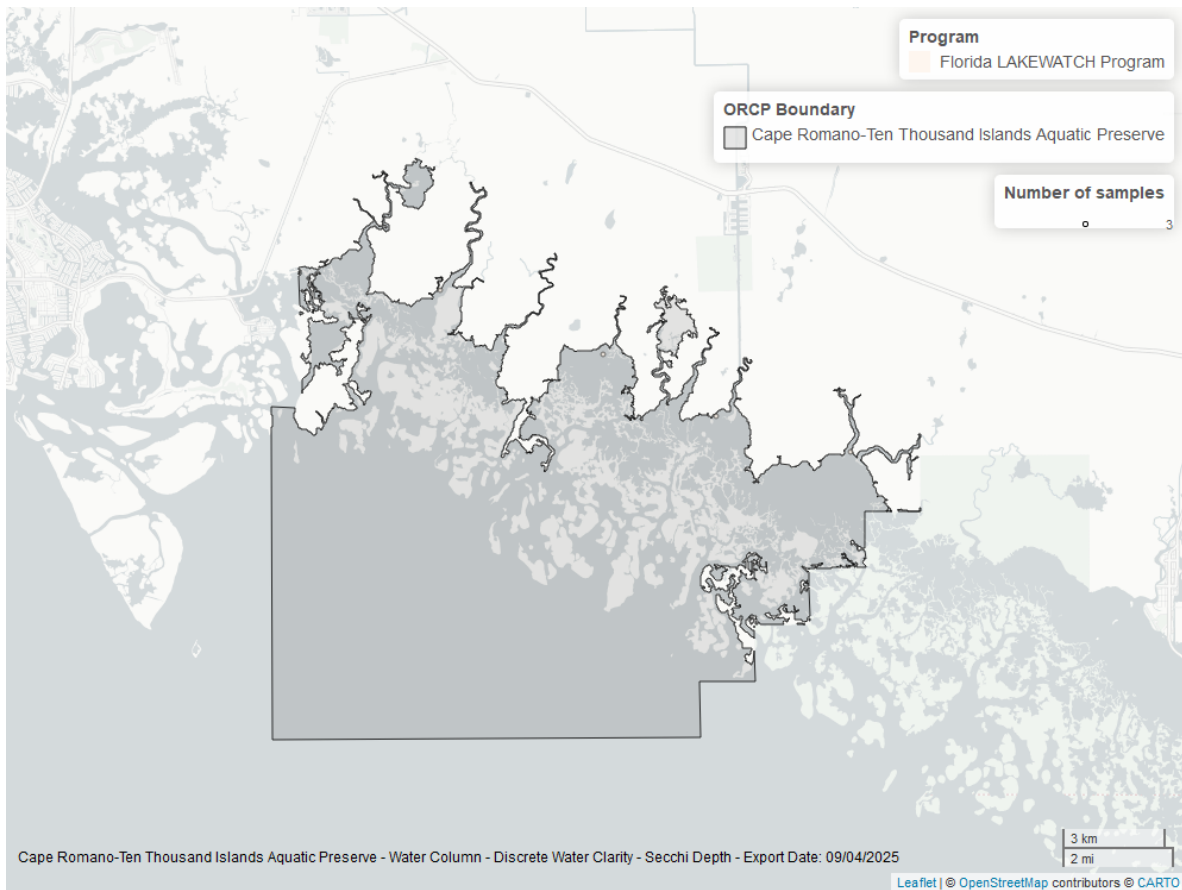 Program
Florida LAKEWATCH Program
ORCP Boundary
Cape Romano-Ten Thousand Islands Aquatic Preserve
Number of samples
3
3 km
2 mi
Cape Romano-Ten Thousand Islands Aquatic Preserve - Water Column - Discrete Water Clarity - Secchi Depth - Export Date: 09/04/2025
Leaflet | © OpenStreetMap contributors © CARTO